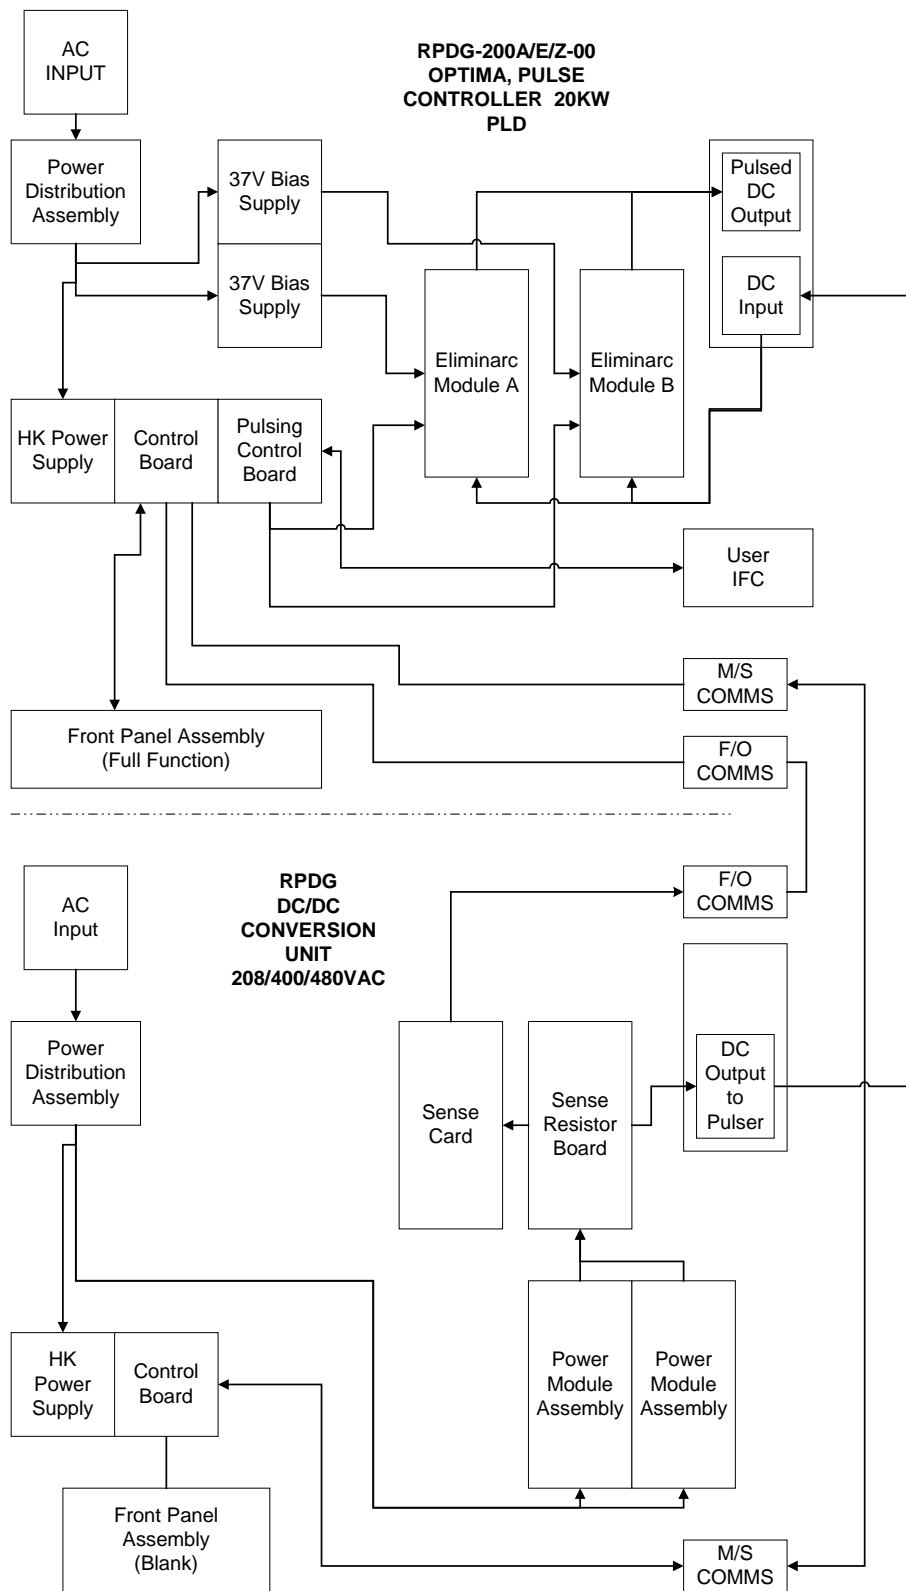 AC
INPUT
RPDG-200A/E/Z-00
OPTIMA, PULSE
CONTROLLER 20KW
PLD
Power
Distribution
Assembly
37V Bias
Supply
Pulsed
DC
Output
37V Bias
Supply
DC
Input
Eliminarc
Module A
Eliminarc
Module B
HK Power
Supply
Control
Board
Pulsing
Control
Board
User
IFC
M/S
COMMS
Front Panel Assembly
(Full Function)
F/O
COMMS
AC
Input
RPDG
DC/DC
CONVERSION
UNIT
208/400/480VAC
F/O
COMMS
Power
Distribution
Assembly
Sense
Card
Sense
Resistor
Board
DC
Output
to
Pulser
HK
Power
Supply
Control
Board
Power
Module
Assembly
Power
Module
Assembly
Front Panel
Assembly
(Blank)
M/S
COMMS